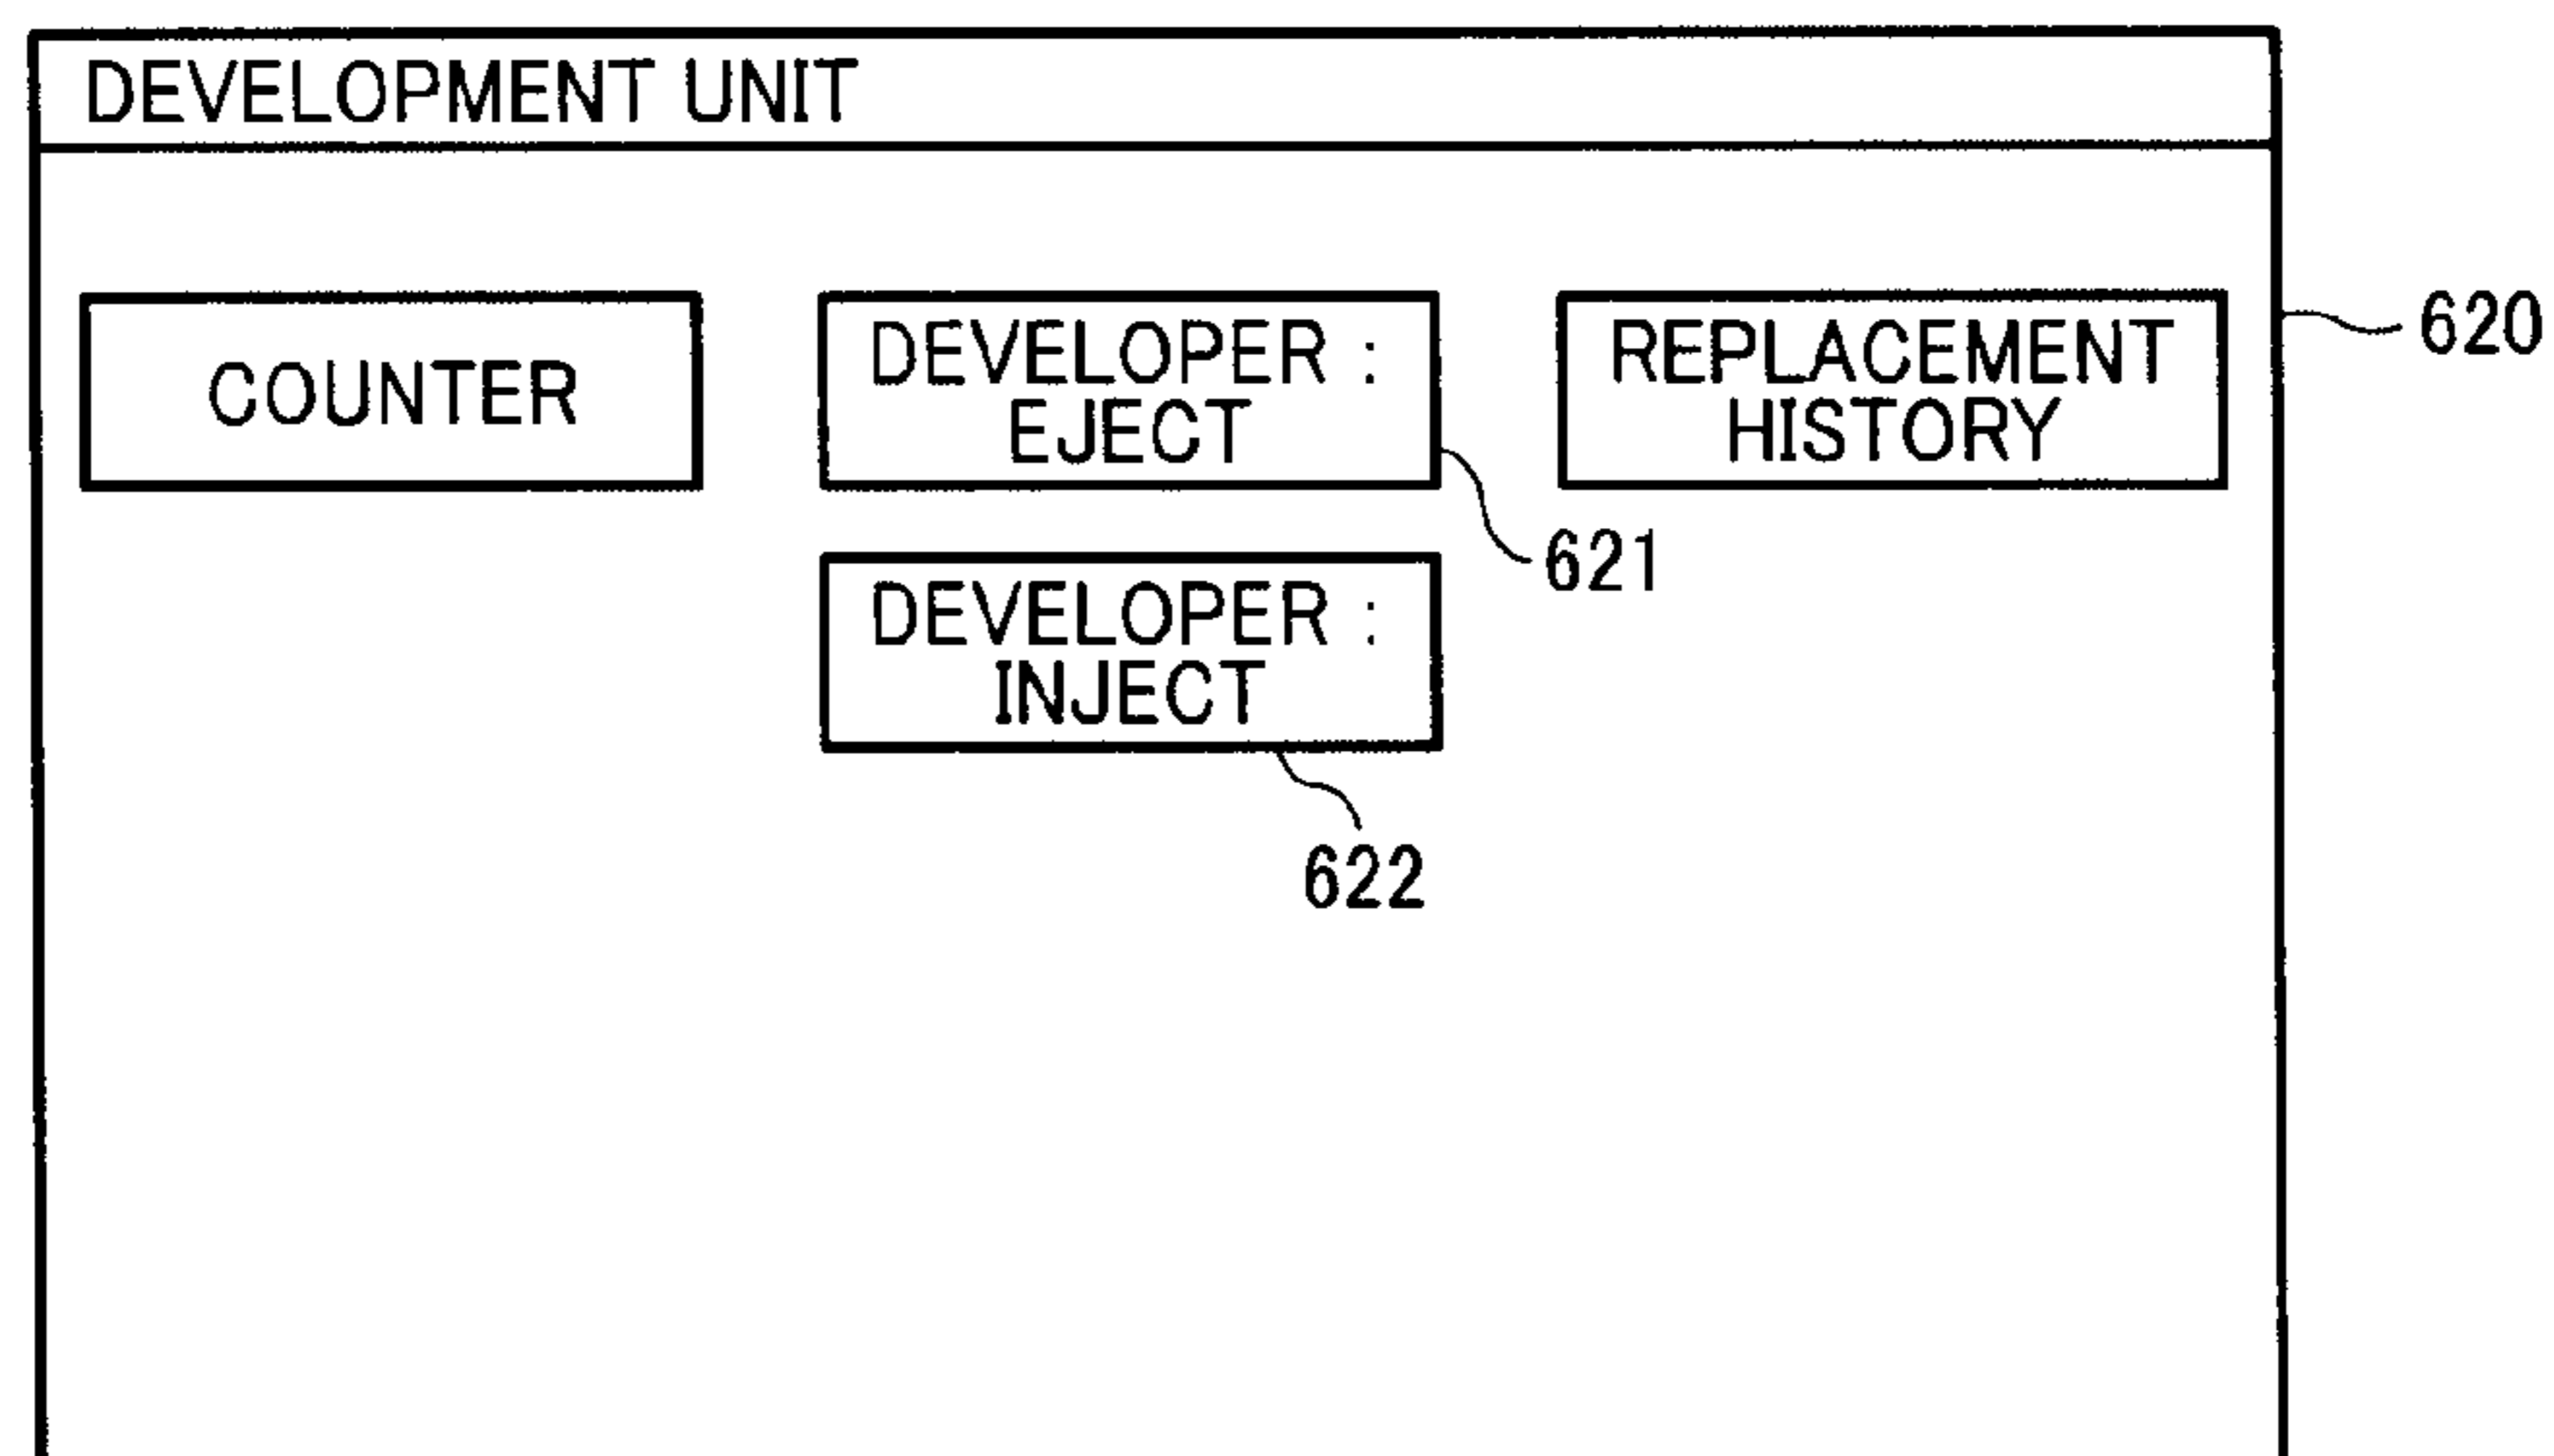 DEVELOPMENT UNIT
COUNTER
DEVELOPER :
EJECT
REPLACEMENT
HISTORY
620
621
DEVELOPER :
INJECT
622